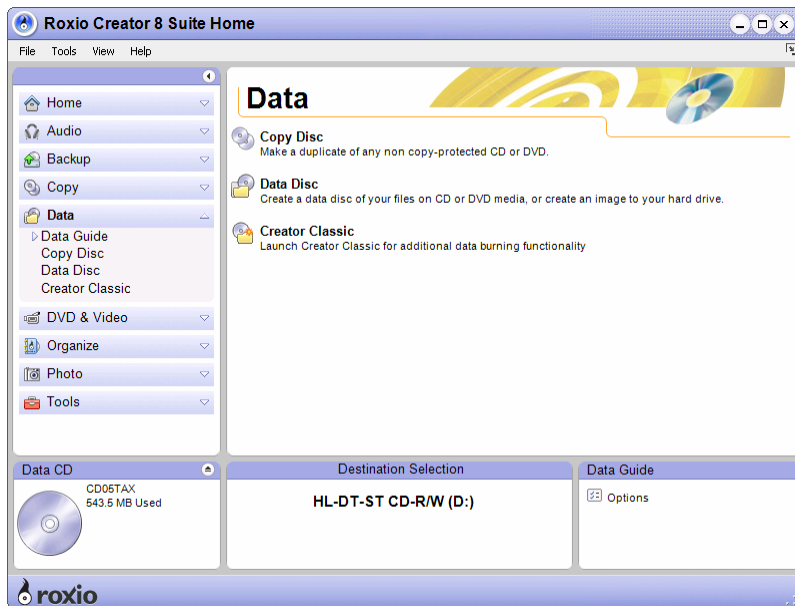 Roxio Creator 8 Suite Home
File Tools View Help
Home
Audio
Backup
Copy
Data
Data Guide
Copy Disc
Data Disc
Creator Classic
DVD & Video
Organize
Photo
Tools
Data
Copy Disc
Make a duplicate of any non copy-protected CD or DVD.
Data Disc
Create a data disc of your files on CD or DVD media, or create an image to your hard drive.
Creator Classic
Launch Creator Classic for additional data burning functionality
Data CD
CD05TAX
543.5 MB Used
Destination Selection
HL-DT-ST CD-R/W (D:)
Data Guide
Options
roxio